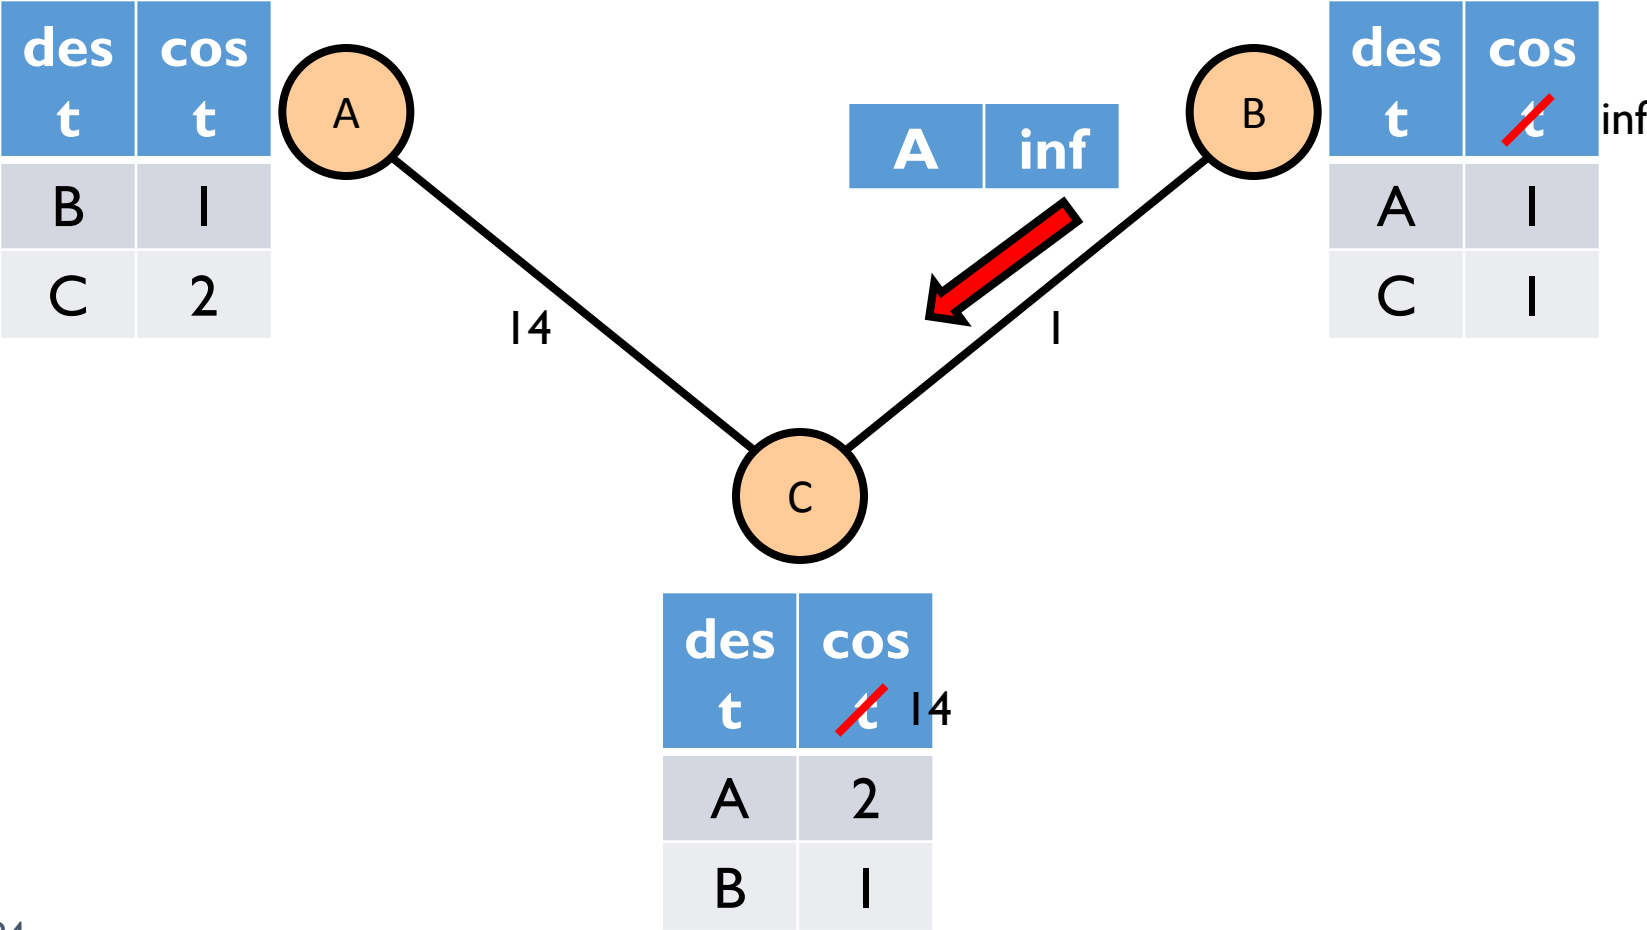 des cos
t t
B 1
C 2
A
A inf
B
des cos
t t inf
A 1
C 1
14
1
C
des cos
t t 14
A 2
B 1